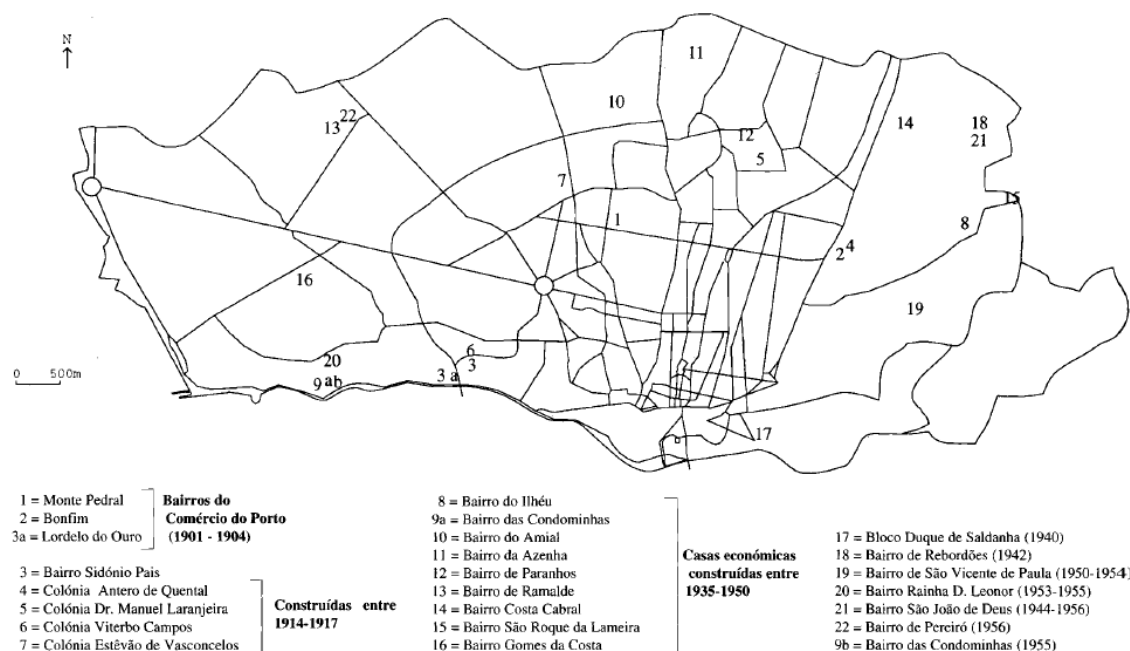 N
11
10
22
13
12
5
14
18
21
7
1
15
8
4
2
16
19
6
3
20
9 ab
3 a
0 500m
17
1 = Monte Pedral
2 = Bonfim
3a = Lordelo do Ouro
Bairros do
Comércio do Porto
(1901 - 1904)
3 = Bairro Sidónio Pais
4 = Colónia Antero de Quental
5 = Colónia Dr. Manuel Laranjeira
6 = Colónia Viterbo Campos
7 = Colónia Estêvão de Vasconcelos
Construídas entre
1914-1917
8 = Bairro do Ilhéu
9a = Bairro das Condominhas
10 = Bairro do Amial
11 = Bairro da Azenha
12 = Bairro de Paranhos
13 = Bairro de Ramalde
14 = Bairro Costa Cabral
15 = Bairro São Roque da Lameira
16 = Bairro Gomes da Costa
Casas económicas
construídas entre
1935-1950
17 = Bloco Duque de Saldanha (1940)
18 = Bairro de Rebordões (1942)
19 = Bairro de São Vicente de Paula (1950-1954)
20 = Bairro Rainha D. Leonor (1953-1955)
21 = Bairro São João de Deus (1944-1956)
22 = Bairro de Pereiró (1956)
9b = Bairro das Condominhas (1955)